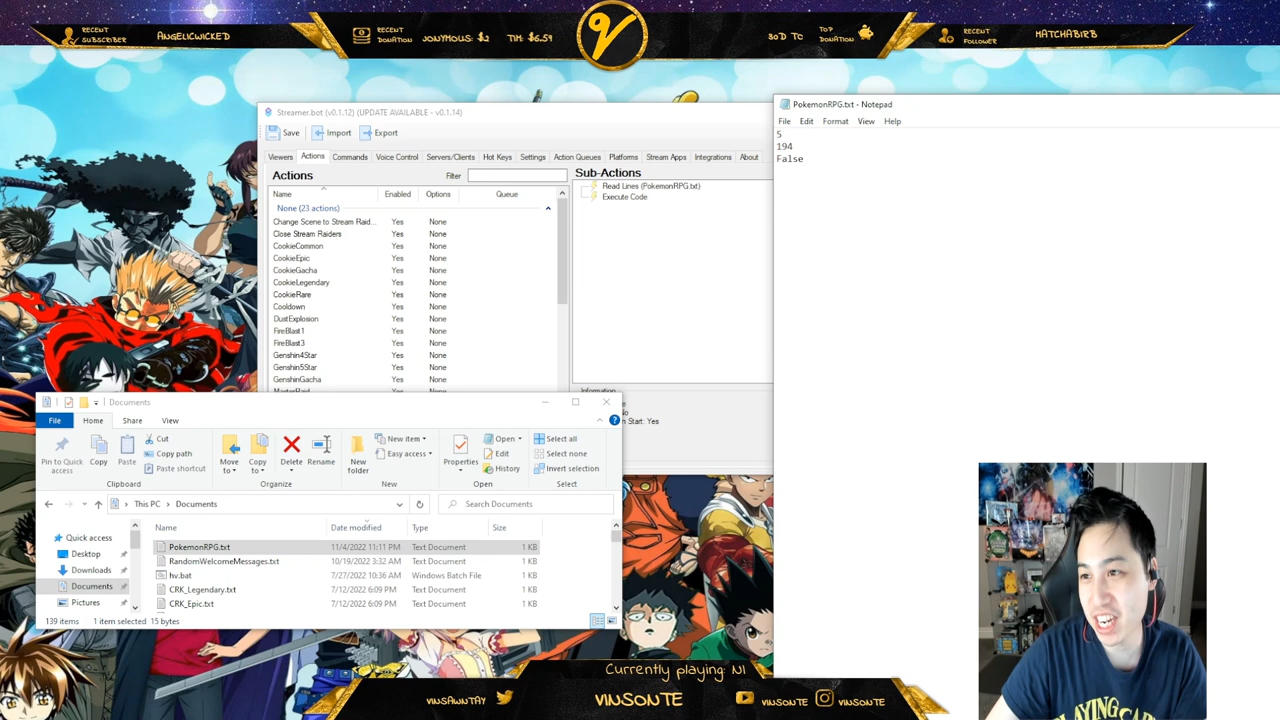 RECENT SUBSCRIBER
ANGELICWICKED
RECENT DONATION
JONYMOUS: $2
TIM: $6.59
30D TC
TOP DONATION
RECENT FOLLOWER
MATCHABIRB
Streamer.bot (v0.1.12) (UPDATE AVAILABLE - v0.1.14)
Save Import Export
Viewers Actions Commands Voice Control Servers/Clients Hot Keys Settings Action Queues Platforms Stream Apps Integrations About
Actions Filter
Name Enabled Options Queue
None (23 actions)
Change Scene to Stream Raid... Yes None
Close Stream Raiders Yes None
CookieCommon Yes None
CookieEpic Yes None
CookieGacha Yes None
CookieLegendary Yes None
CookieRare Yes None
Cooldown Yes None
DustExplosion Yes None
FireBlast1 Yes None
FireBlast3 Yes None
Genshin4Star Yes None
Genshin5Star Yes None
GenshinGacha Yes None
MasterRaid
Sub-Actions
Read Lines (PokemonRPG.txt)
Execute Code
Information
Start: Yes
PokemonRPG.txt - Notepad
File Edit Format View Help
5
194
False
Documents
File Home Share View
Pin to Quick access
Copy
Paste
Cut
Copy path
Paste shortcut
Clipboard
Move to
Copy to
Delete
Rename
Organize
New folder
New item
Easy access
New
Properties
Open
Edit
History
Open
Select all
Select none
Invert selection
Select
This PC > Documents
Search Documents
Quick access
Desktop
Downloads
Documents
Pictures
Name Date modified Type Size
PokemonRPG.txt 11/4/2022 11:11 PM Text Document 1 KB
RandomWelcomeMessages.txt 10/19/2022 3:32 AM Text Document 1 KB
hv.bat 7/27/2022 10:36 AM Windows Batch File 1 KB
CRK_Legendary.txt 7/12/2022 6:09 PM Text Document 1 KB
CRK_Epic.txt 7/12/2022 6:09 PM Text Document 1 KB
139 items 1 item selected 15 bytes
Currently playing: NI
VINSAWNTAY
VINSONTE
VINSONTE
VINSONTE
PLAYING CAR